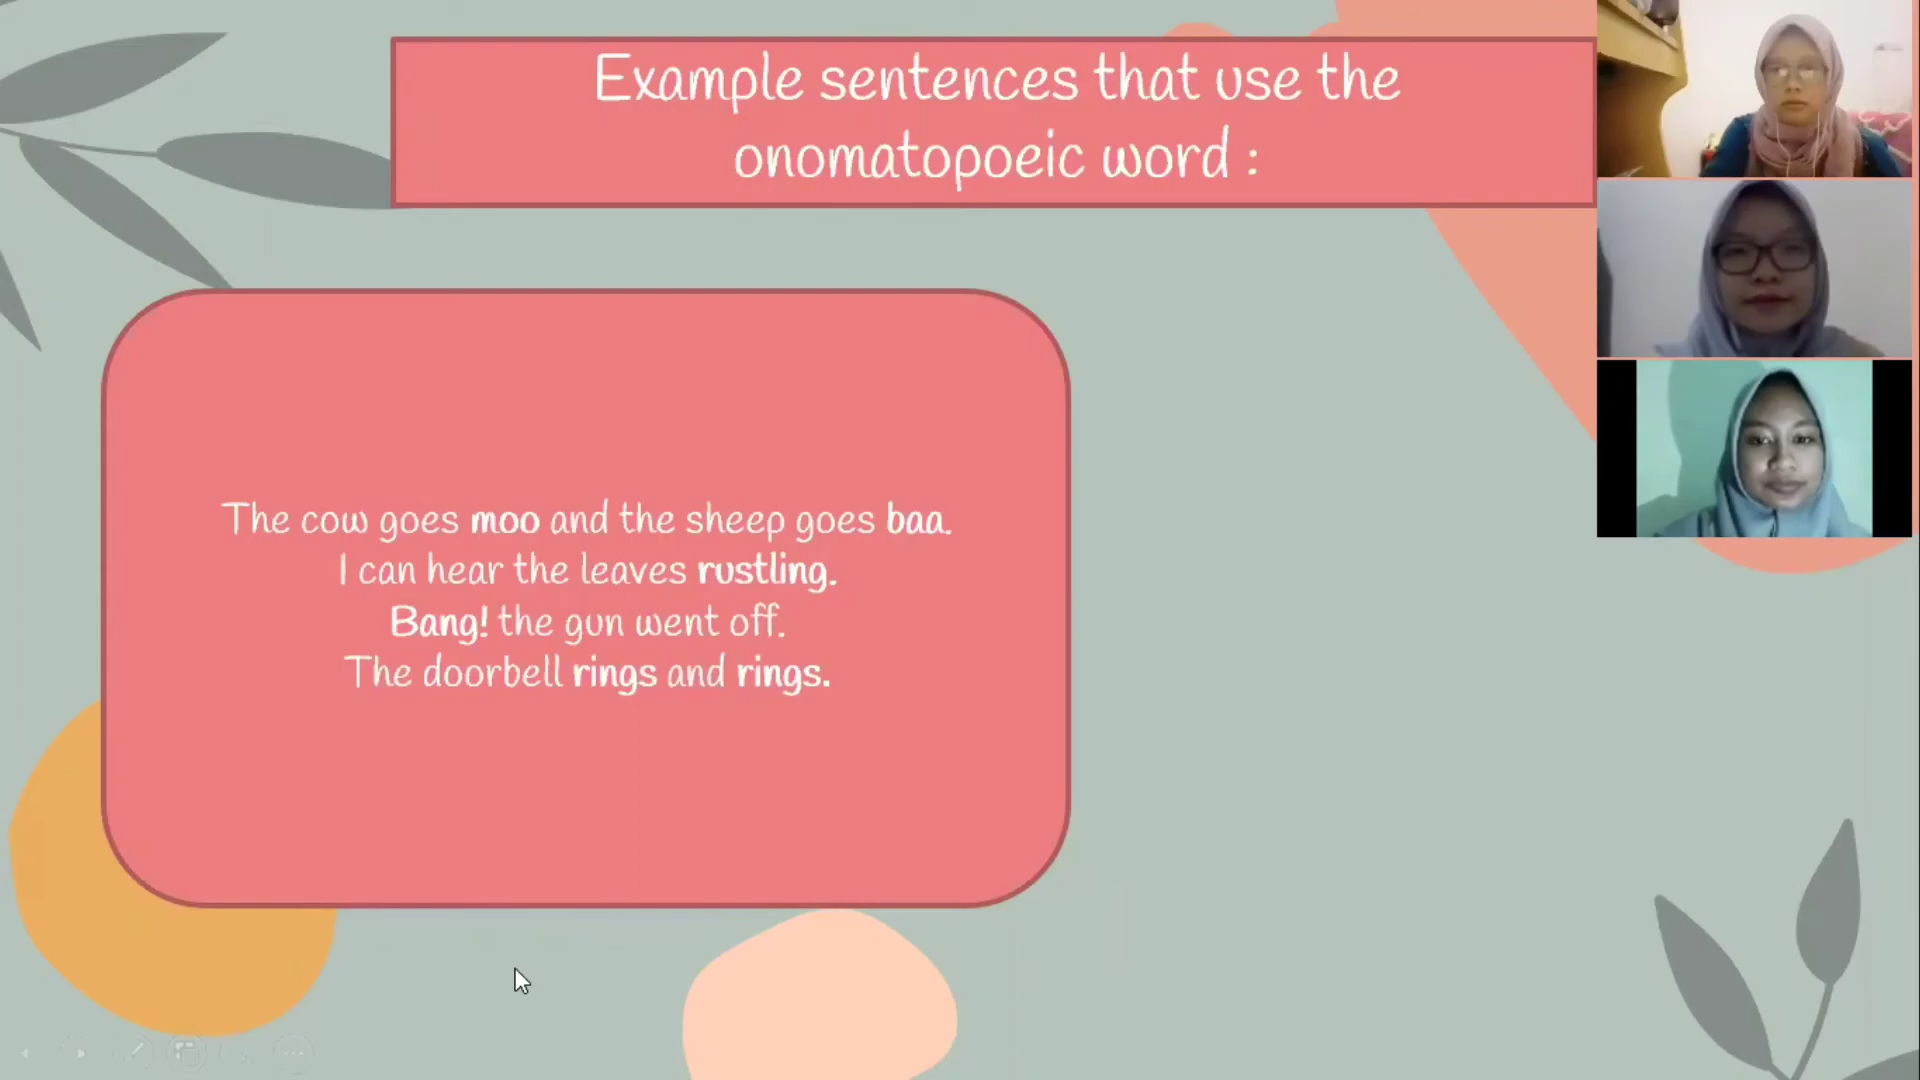 Example sentences that use the
onomatopoeic word :
The cow goes moo and the sheep goes baa.
I can hear the leaves rustling.
Bang! the gun went off.
The doorbell rings and rings.